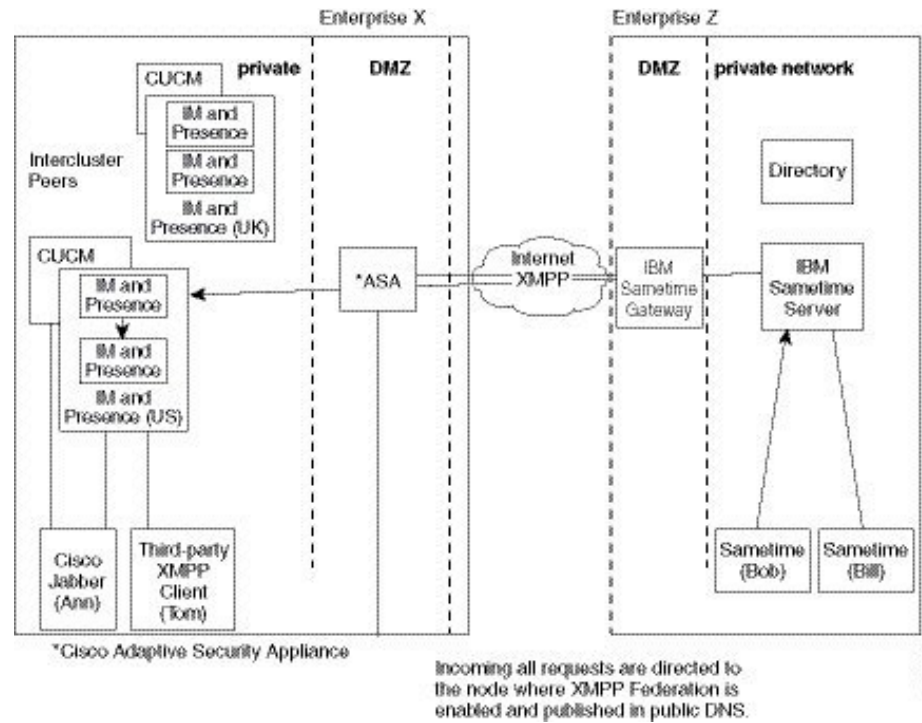 Enterprise X
Enterprise Z
private
DMZ
DMZ
private network
CUCM
IM and
Presence
IM and
Presence
IM and
Presence (UK)
Intercluster
Peers
Directory
CUCM
IM and
Presence
IM and
Presence
IM and
Presence (US)
*ASA
Internet
XMPP
IBM
Sametime
Gateway
IBM
Sametime
Server
Cisco
Jabber
(Ann)
Third-party
XMPP
Client
(Tom)
Sametime
(Bob)
Sametime
(Bill)
*Cisco Adaptive Security Appliance
Incoming all requests are directed to
the node where XMPP Federation is
enabled and published in public DNS.